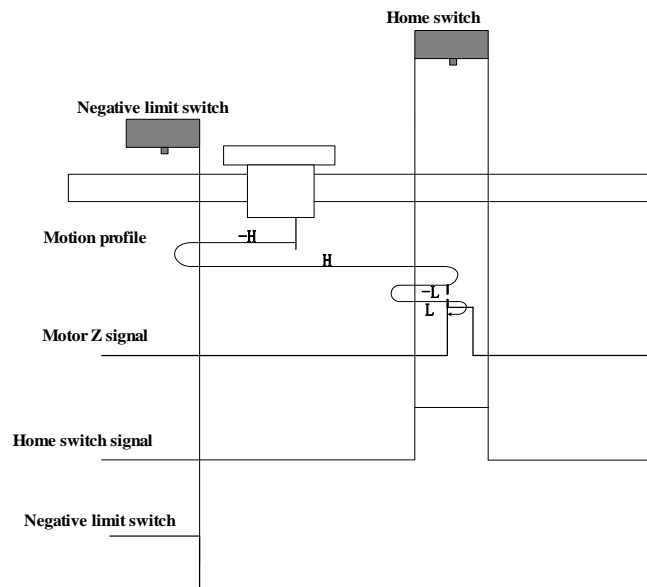 Home switch
Negative limit switch
Motion profile
-H
H
-L
L
Motor Z signal
Home switch signal
Negative limit switch